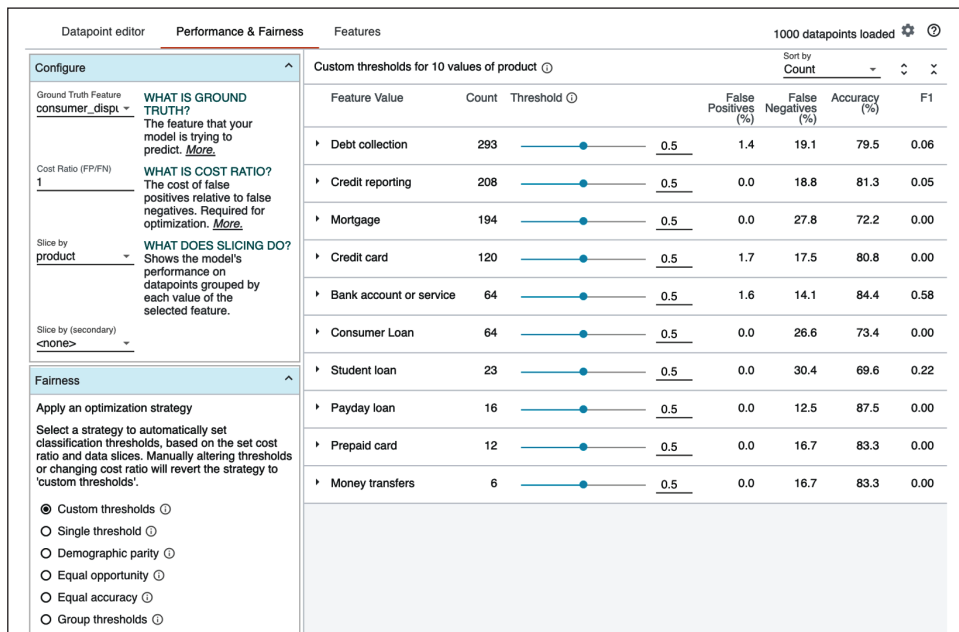 Datapoint editor Performance & Fairness Features 1000 datapoints loaded
Configure
Ground Truth Feature
consumer_dispu
WHAT IS GROUND
TRUTH?
The feature that your
model is trying to
predict. More.
Cost Ratio (FP/FN)
1
WHAT IS COST RATIO?
The cost of false
positives relative to false
negatives. Required for
optimization. More.
Slice by
product
WHAT DOES SLICING DO?
Shows the model's
performance on
datapoints grouped by
each value of the
selected feature.
Slice by (secondary)
<none>
Fairness
Apply an optimization strategy
Select a strategy to automatically set
classification thresholds, based on the set cost
ratio and data slices. Manually altering thresholds
or changing cost ratio will revert the strategy to
'custom thresholds'.
Custom thresholds
Single threshold
Demographic parity
Equal opportunity
Equal accuracy
Group thresholds
Custom thresholds for 10 values of product
Sort by
Count
Feature Value Count Threshold False Positives (%) False Negatives (%) Accuracy (%) F1
Debt collection 293 0.5 1.4 19.1 79.5 0.06
Credit reporting 208 0.5 0.0 18.8 81.3 0.05
Mortgage 194 0.5 0.0 27.8 72.2 0.00
Credit card 120 0.5 1.7 17.5 80.8 0.00
Bank account or service 64 0.5 1.6 14.1 84.4 0.58
Consumer Loan 64 0.5 0.0 26.6 73.4 0.00
Student loan 23 0.5 0.0 30.4 69.6 0.22
Payday loan 16 0.5 0.0 12.5 87.5 0.00
Prepaid card 12 0.5 0.0 16.7 83.3 0.00
Money transfers 6 0.5 0.0 16.7 83.3 0.00